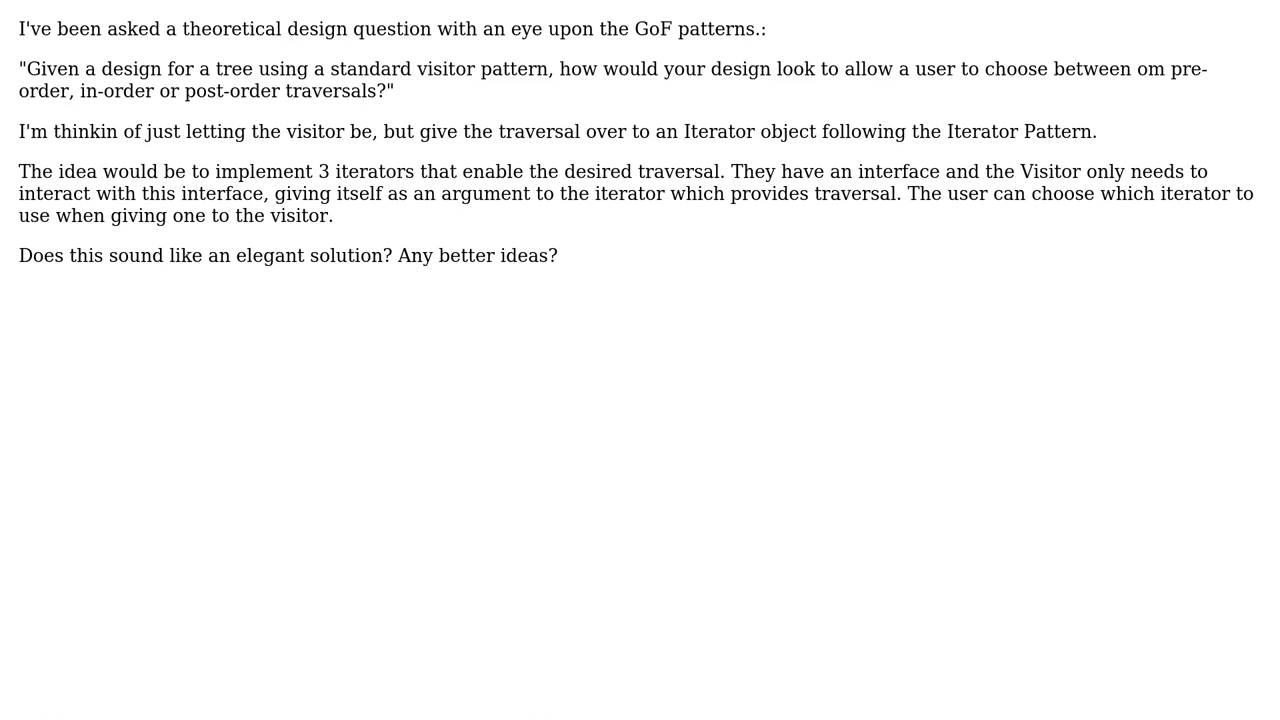 I've been asked a theoretical design question with an eye upon the GoF patterns.:
"Given a design for a tree using a standard visitor pattern, how would your design look to allow a user to choose between om pre-
order, in-order or post-order traversals?"
I'm thinkin of just letting the visitor be, but give the traversal over to an Iterator object following the Iterator Pattern.
The idea would be to implement 3 iterators that enable the desired traversal. They have an interface and the Visitor only needs to
interact with this interface, giving itself as an argument to the iterator which provides traversal. The user can choose which iterator to
use when giving one to the visitor.
Does this sound like an elegant solution? Any better ideas?